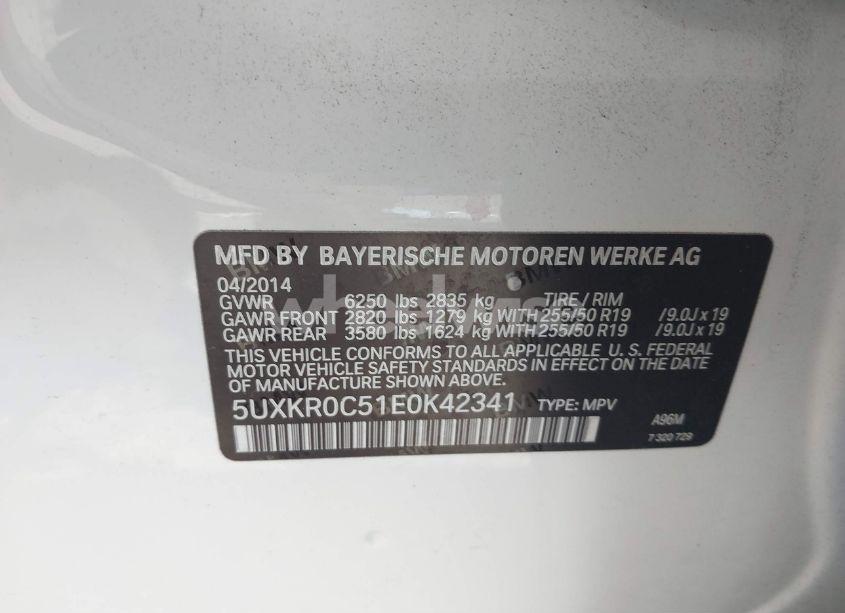 MFD BY BAYERISCHE MOTOREN WERKE AG
04/2014
GVWR 6250 lbs 2835 kg TIRE / RIM
GAWR FRONT 2820 lbs 1279 kg WITH 255/50 R19 /9.0J x 19
GAWR REAR 3580 lbs 1624 kg WITH 255/50 R19 /9.0J x 19
THIS VEHICLE CONFORMS TO ALL APPLICABLE U. S. FEDERAL
MOTOR VEHICLE SAFETY STANDARDS IN EFFECT ON THE DATE
OF MANUFACTURE SHOWN ABOVE.
5UXKR0C51E0K42341 TYPE: MPV
A96M
7 320 729